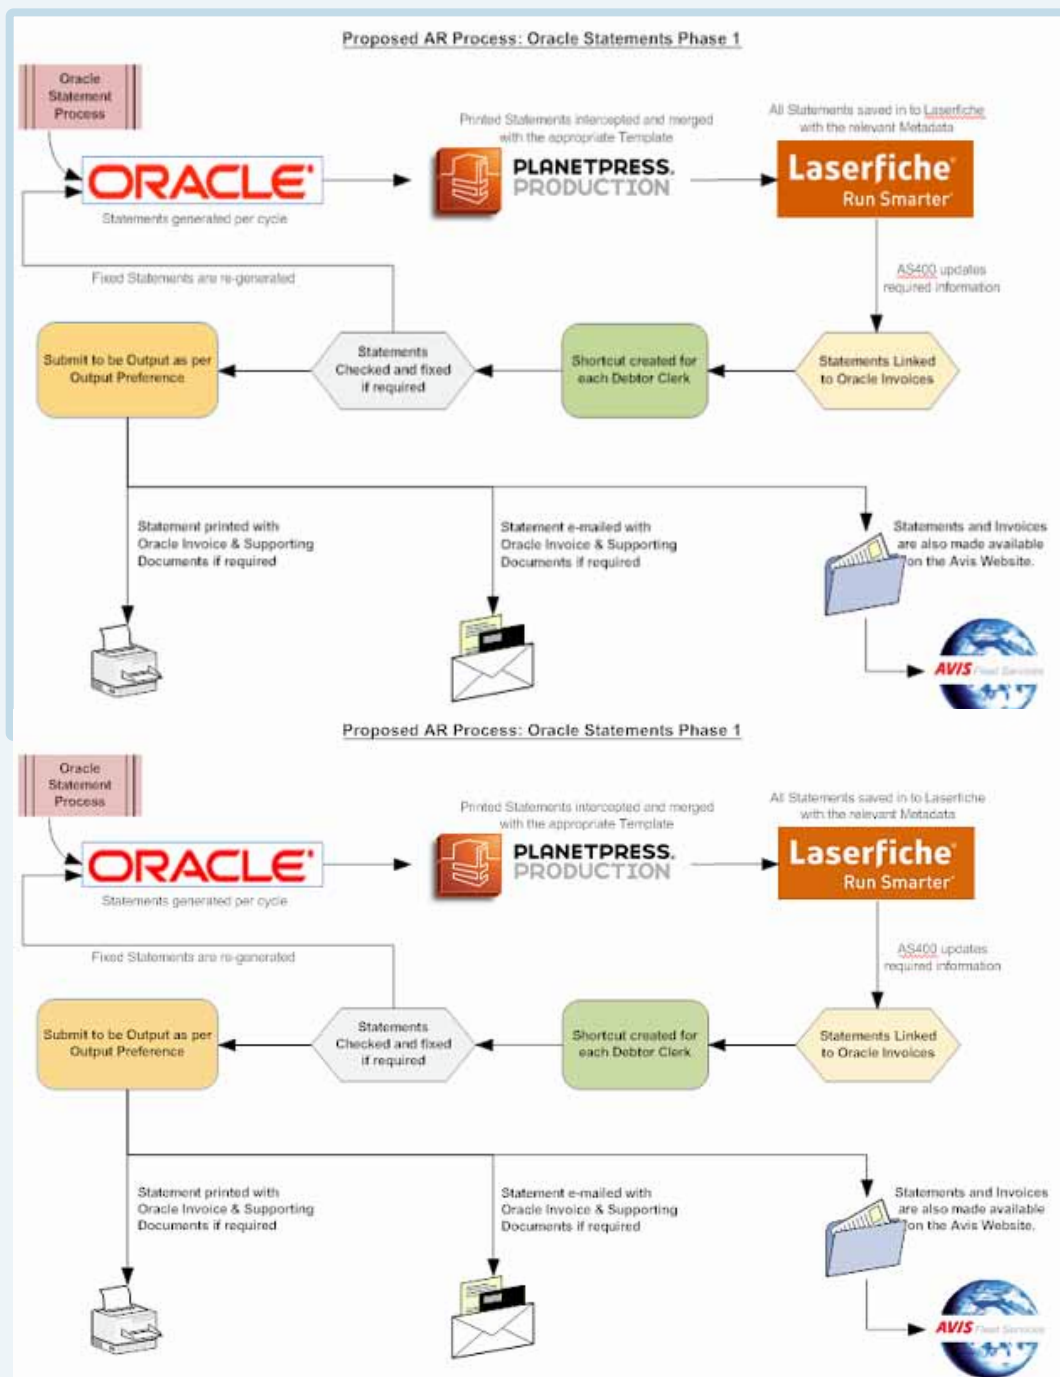 Proposed AR Process: Oracle Statements Phase 1
Oracle
Statement
Process
ORACLE
Statements generated per cycle
Printed Statements intercepted and merged
with the appropriate Template
PLANETPRESS.
PRODUCTION
All Statements saved in to Laserfiche
with the relevant Metadata
Laserfiche®
Run Smarter®
AS400 updates
required information
Fixed Statements are re-generated
Submit to be Output as per
Output Preference
Statements
Checked and fixed
if required
Shortcut created for
each Debtor Clerk
Statements Linked
to Oracle Invoices
Statement printed with
Oracle Invoice & Supporting
Documents if required
Statement e-mailed with
Oracle Invoice & Supporting
Documents if required
Statements and Invoices
are also made available
on the Avis Website.
AVIS Fleet Services
Proposed AR Process: Oracle Statements Phase 1
Oracle
Statement
Process
ORACLE
Statements generated per cycle
Printed Statements intercepted and merged
with the appropriate Template
PLANETPRESS.
PRODUCTION
All Statements saved in to Laserfiche
with the relevant Metadata
Laserfiche®
Run Smarter®
AS400 updates
required information
Fixed Statements are re-generated
Submit to be Output as per
Output Preference
Statements
Checked and fixed
if required
Shortcut created for
each Debtor Clerk
Statements Linked
to Oracle Invoices
Statement printed with
Oracle Invoice & Supporting
Documents if required
Statement e-mailed with
Oracle Invoice & Supporting
Documents if required
Statements and Invoices
are also made available
on the Avis Website.
AVIS Fleet Services